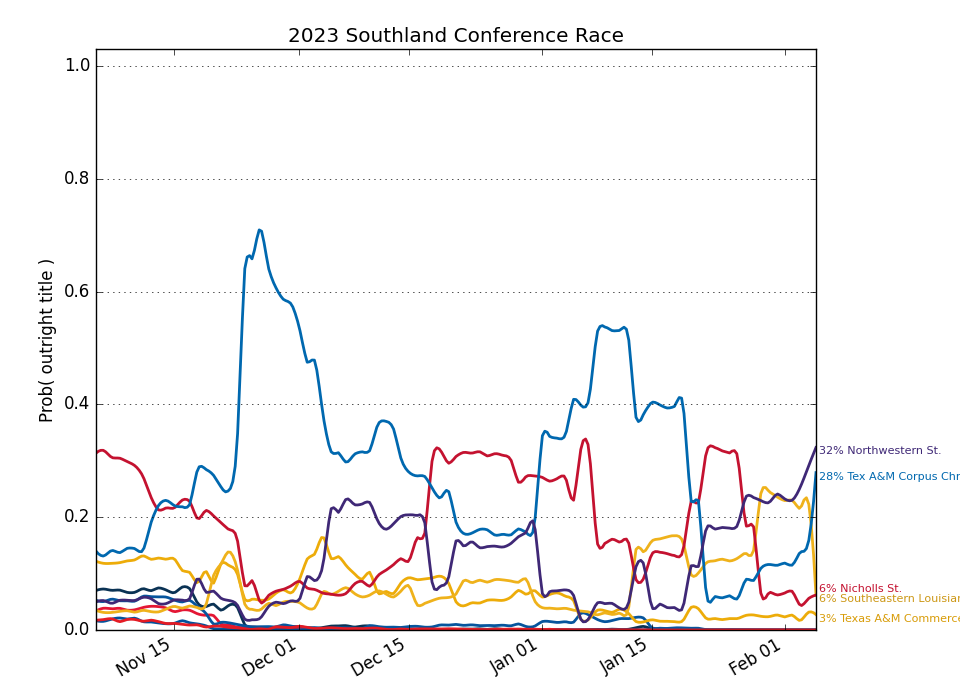 2023 Southland Conference Race
Prob( outright title )
1.0
0.8
0.6
0.4
0.2
0.0
Nov 15
Dec 01
Dec 15
Jan 01
Jan 15
Feb 01
32% Northwestern St.
28% Tex A&M Corpus Chr
6% Nicholls St.
6% Southeastern Louisian
3% Texas A&M Commerce